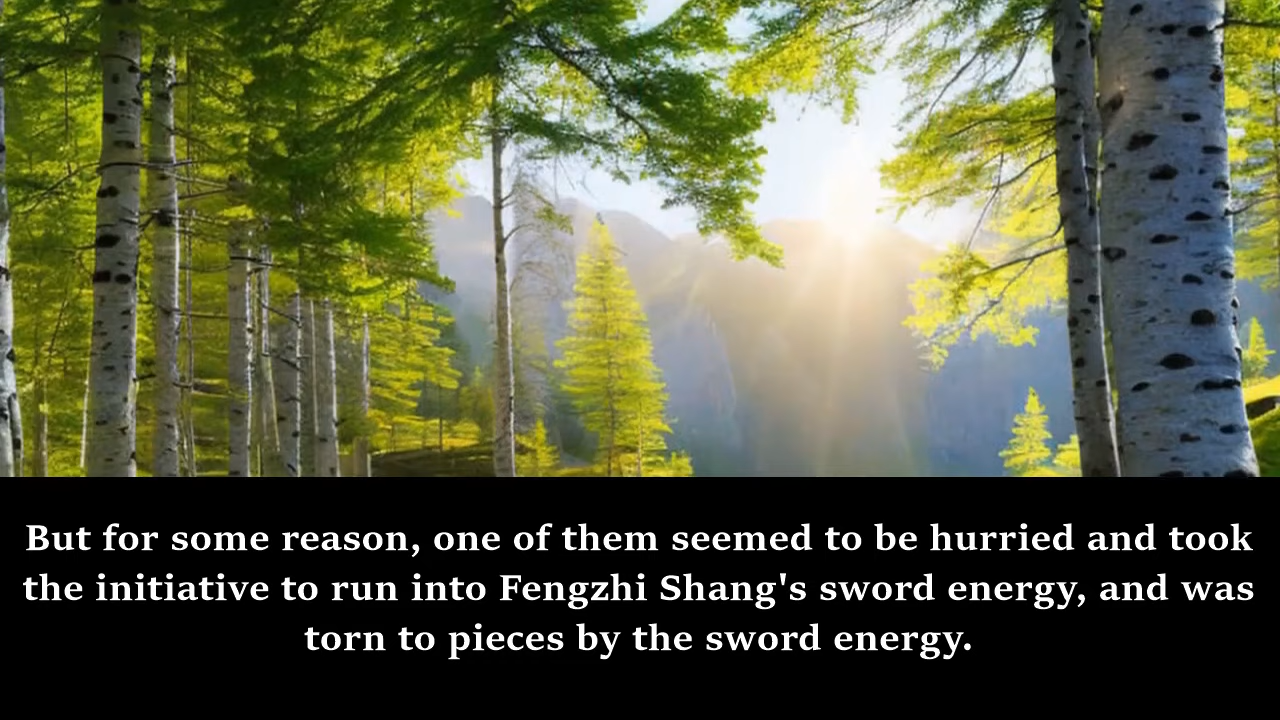 But for some reason, one of them seemed to be hurried and took
the initiative to run into Fengzhi Shang's sword energy, and was
torn to pieces by the sword energy.